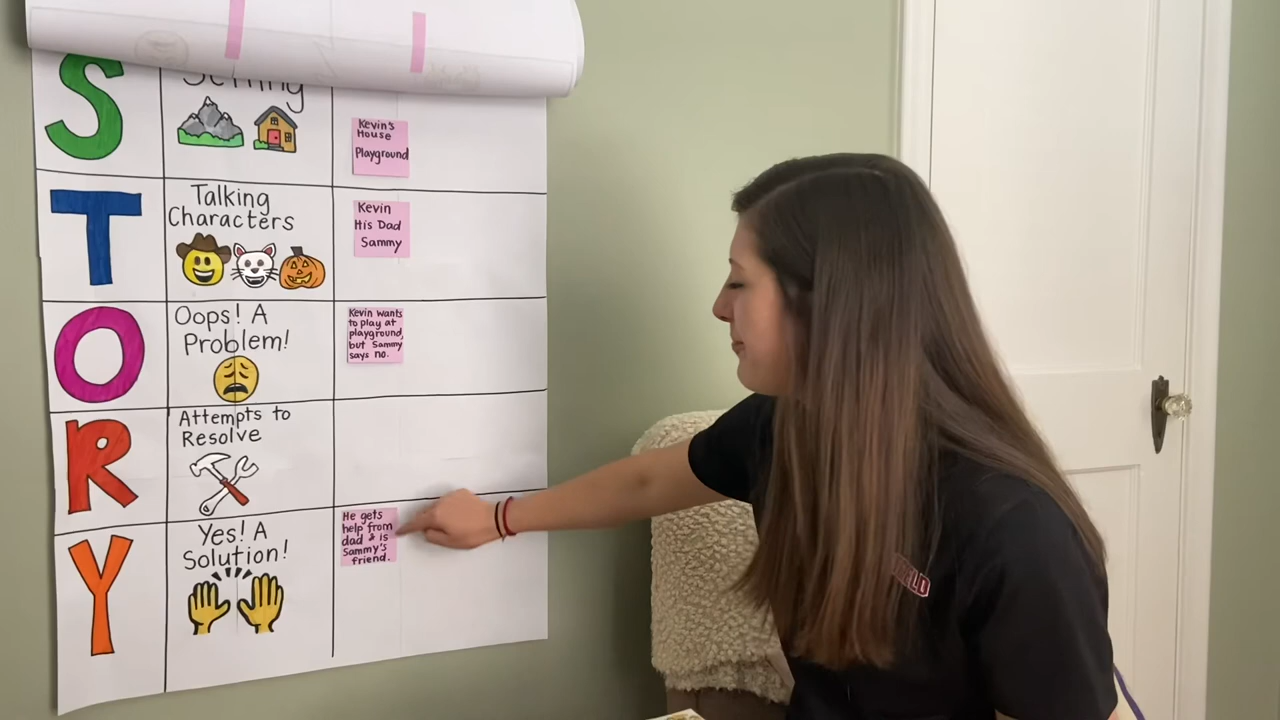 S
Setting
Kevin's
House
Playground
T
Talking
Characters
Kevin
His Dad
Sammy
O
Oops! A
Problem!
Kevin wants
to play at
playground,
but Sammy
says no.
R
Attempts to
Resolve
Y
Yes! A
Solution!
He gets
help from
dad & is
Sammy's
friend.